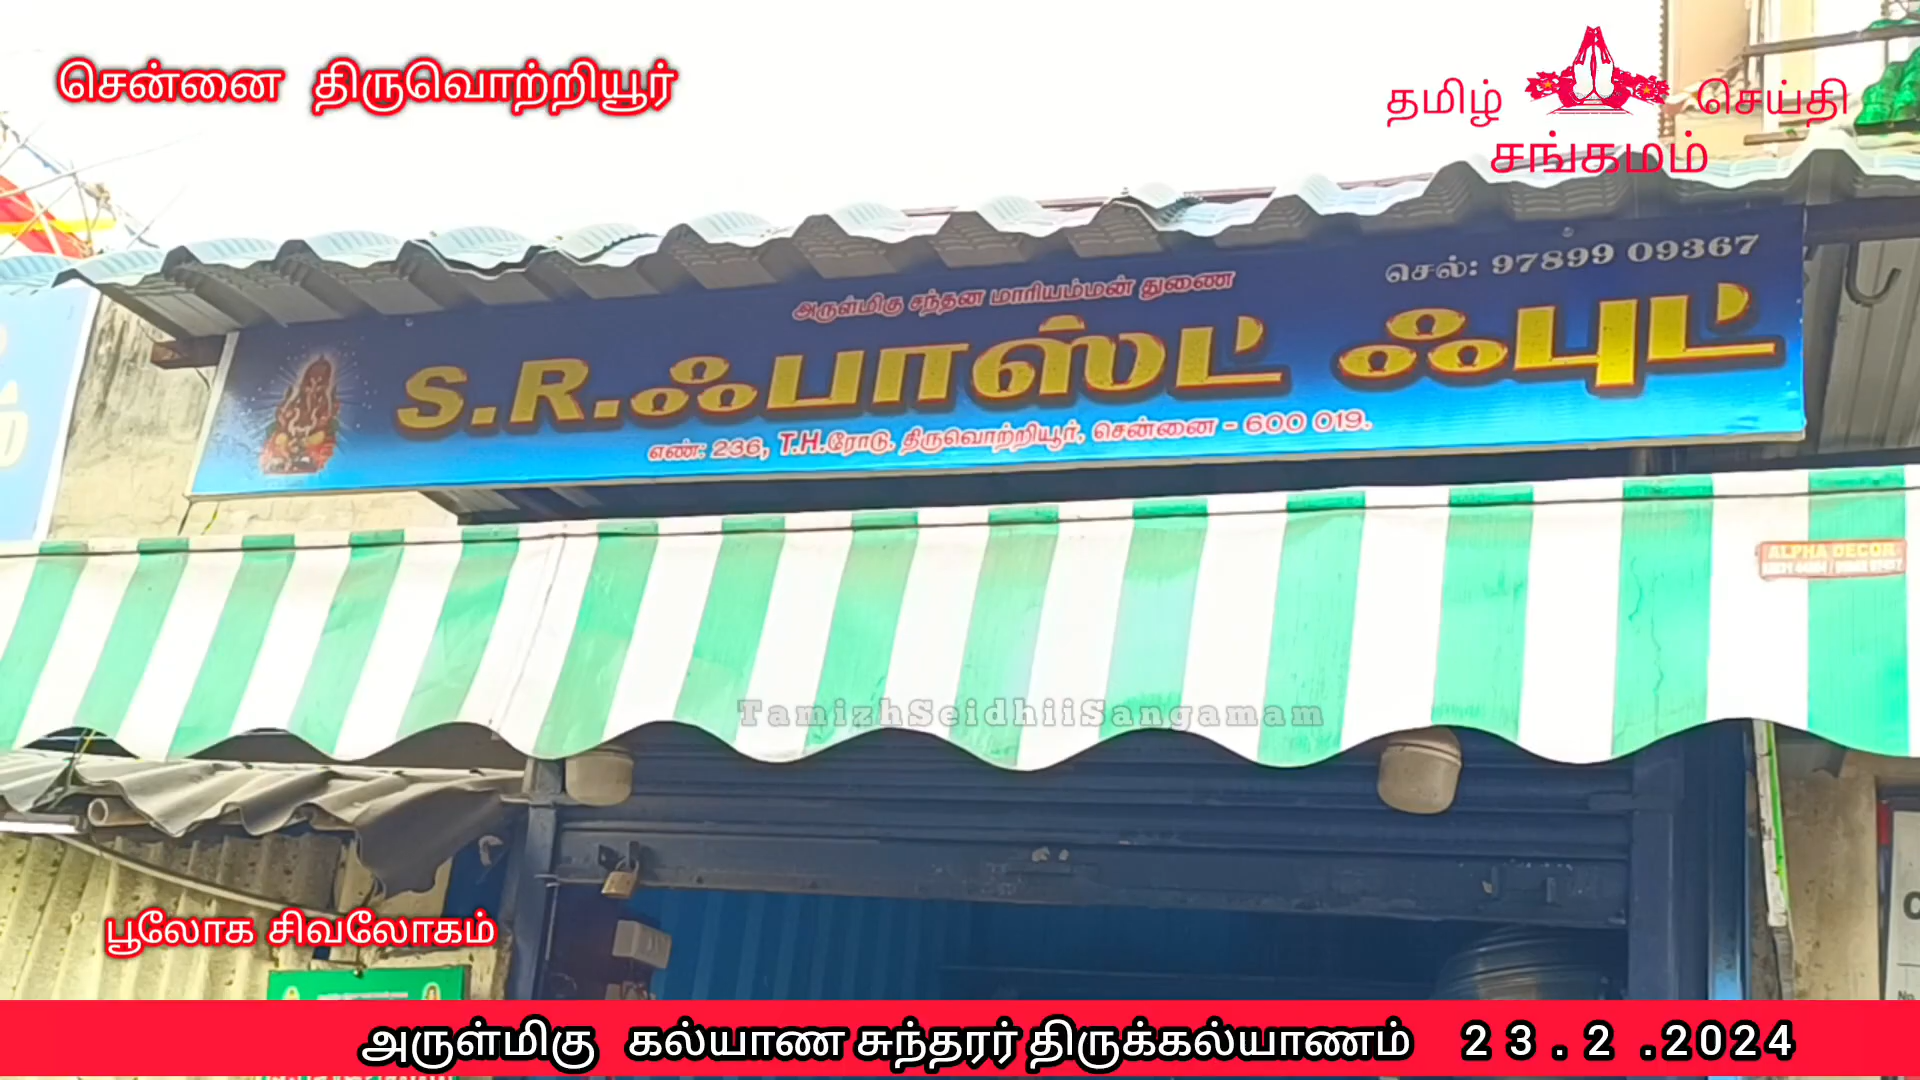 சென்னை திருவொற்றியூர்
தமிழ் செய்தி
சங்கமம்
செல்: 97899 09367
அருள்மிகு சந்தன மாரியம்மன் துணை
S.R.ஃபாஸ்ட் ஃபுட்
எண்: 236, T.H.ரோடு, திருவொற்றியூர், சென்னை - 600 019.
ALPHA DECOR
TamizhSeidhiiSangamam
பூலோக சிவலோகம்
அருள்மிகு கல்யாண சுந்தரர் திருக்கல்யாணம் 23.2.2024